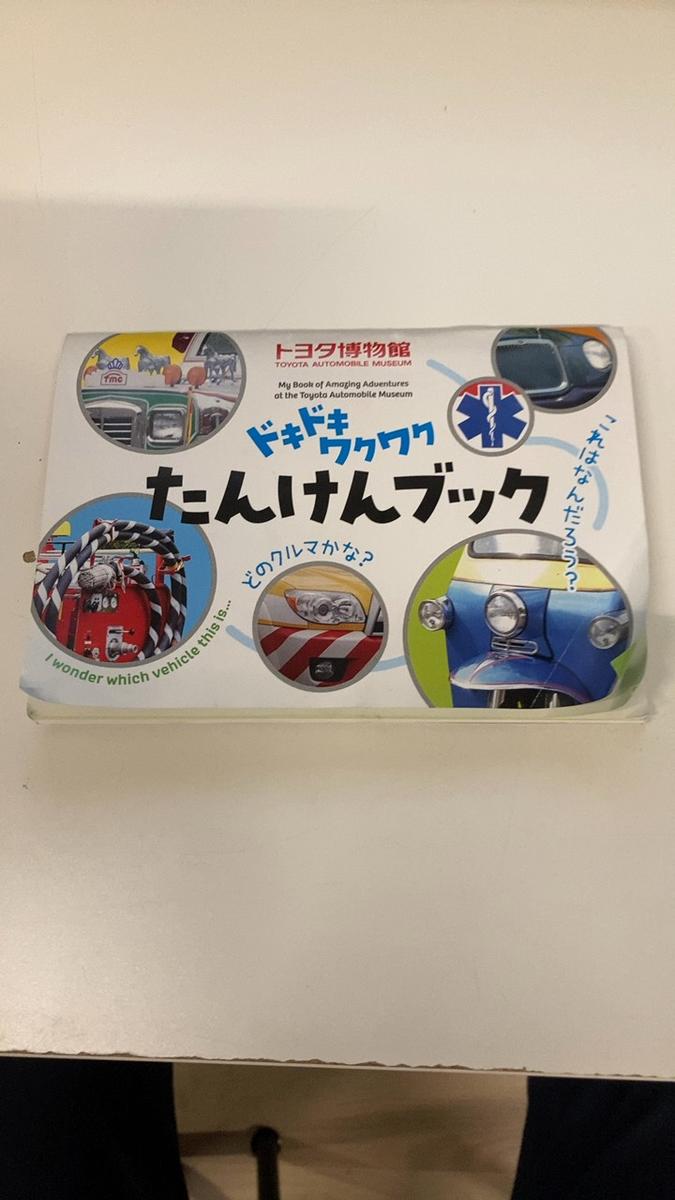 トヨタ博物館
TOYOTA AUTOMOBILE MUSEUM
My Book of Amazing Adventures
at the Toyota Automobile Museum
ドキドキ
ワクワク
たんけんブック
これはなんだろう?
どのクルマかな?
I wonder which vehicle this is...
TMC